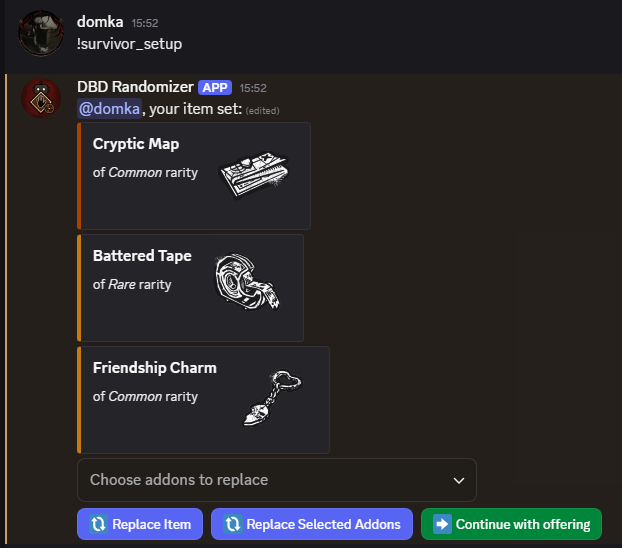 domka 15:52
!survivor_setup
DBD Randomizer APP 15:52
@domka, your item set: (edited)
Cryptic Map
of Common rarity
Battered Tape
of Rare rarity
Friendship Charm
of Common rarity
Choose addons to replace
Replace Item Replace Selected Addons Continue with offering